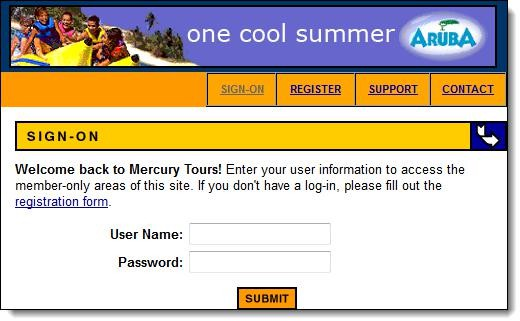 one cool summer ARUBA
SIGN-ON REGISTER SUPPORT CONTACT
SIGN-ON
Welcome back to Mercury Tours! Enter your user information to access the
member-only areas of this site. If you don't have a log-in, please fill out the
registration form.
User Name:
Password:
SUBMIT